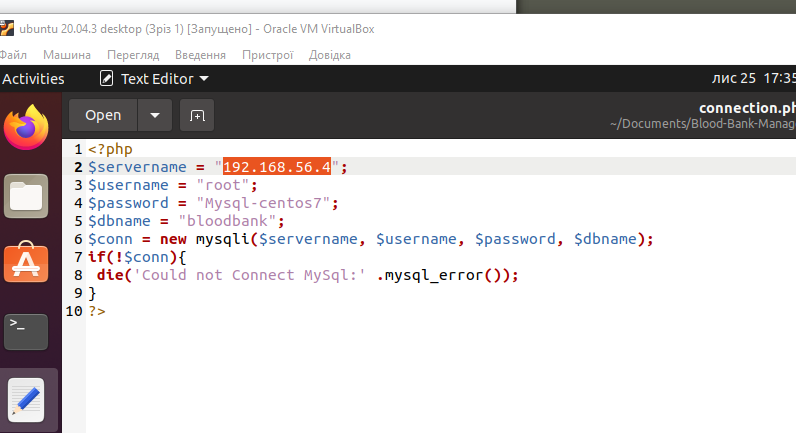 ubuntu 20.04.3 desktop (Зріз 1) [Запущено] - Oracle VM VirtualBox
Файл Машина Перегляд Введення Пристрої Довідка
Activities Text Editor лис 25 17:35
Open connection.ph
~/Documents/Blood-Bank-Manag
1 <?php
2 $servername = "192.168.56.4";
3 $username = "root";
4 $password = "Mysql-centos7";
5 $dbname = "bloodbank";
6 $conn = new mysqli($servername, $username, $password, $dbname);
7 if(!$conn){
8  die('Could not Connect MySql:' .mysql_error());
9 }
10 ?>